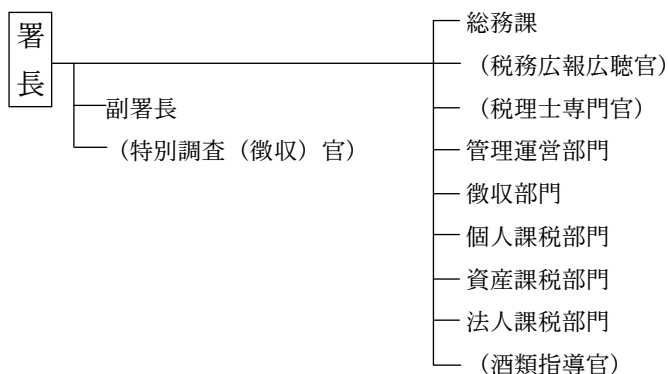 署長
総務課
(税務広報広聴官)
副署長
(税理士専門官)
(特別調査(徴収)官)
管理運営部門
徴収部門
個人課税部門
資産課税部門
法人課税部門
(酒類指導官)